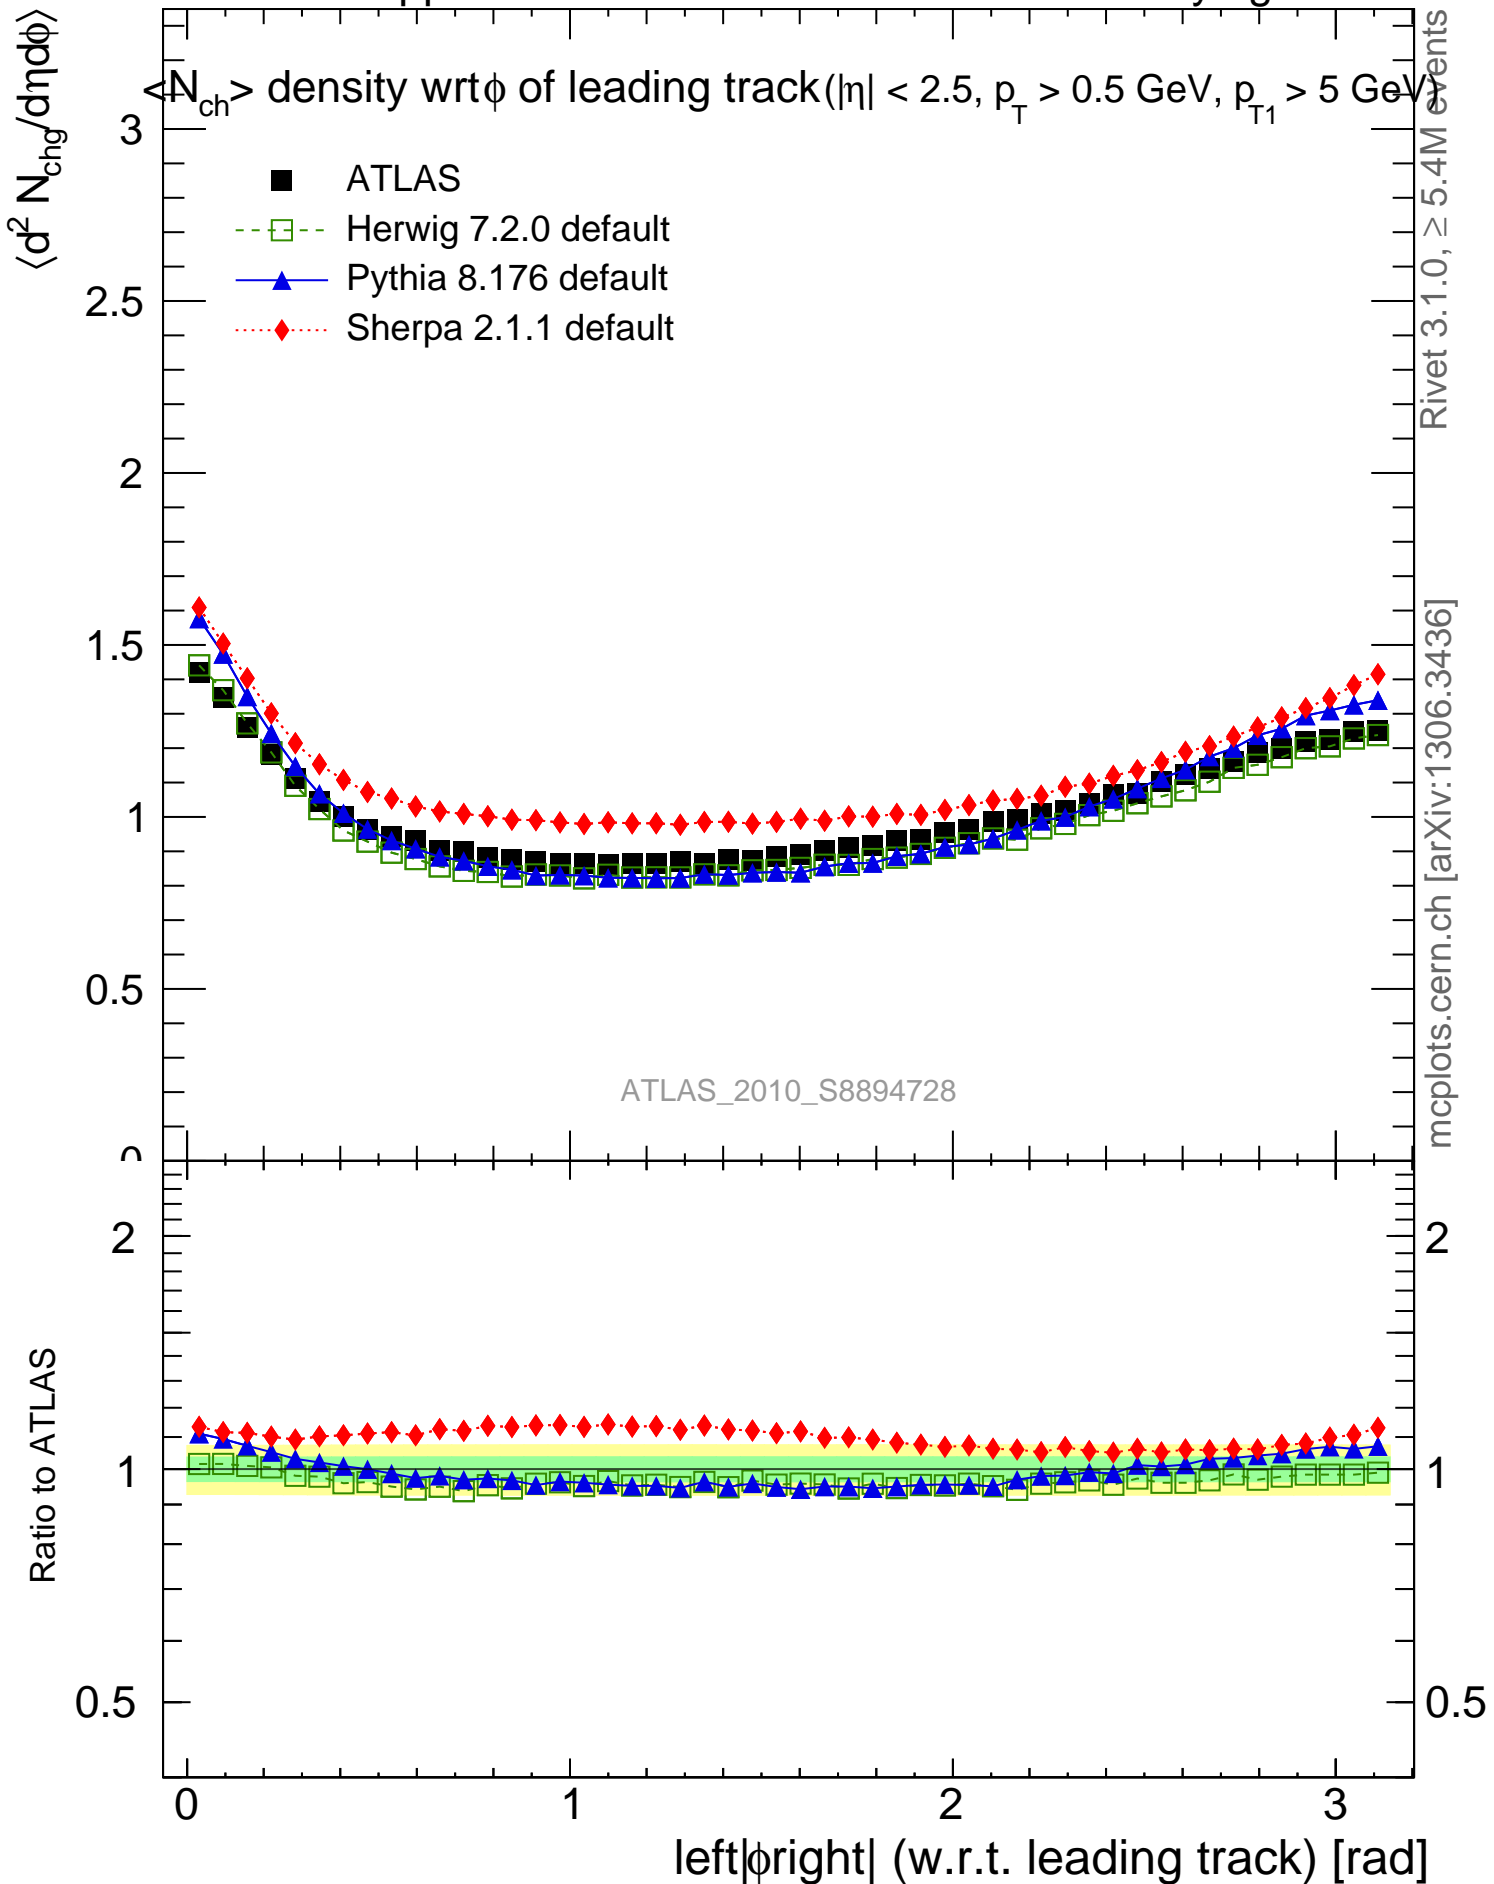 ⟨d² N_chg/dηdϕ⟩
<N_ch> density wrtϕ of leading track(|η| < 2.5, p_T > 0.5 GeV, p_T1 > 5 GeV)
ATLAS
Herwig 7.2.0 default
Pythia 8.176 default
Sherpa 2.1.1 default
3
2.5
2
1.5
1
0.5
0
ATLAS_2010_S8894728
Rivet 3.1.0, ≥ 5.4M events
mcplots.cern.ch [arXiv:1306.3436]
Ratio to ATLAS
2
1
0.5
2
1
0.5
0 1 2 3
left|ϕright| (w.r.t. leading track) [rad]